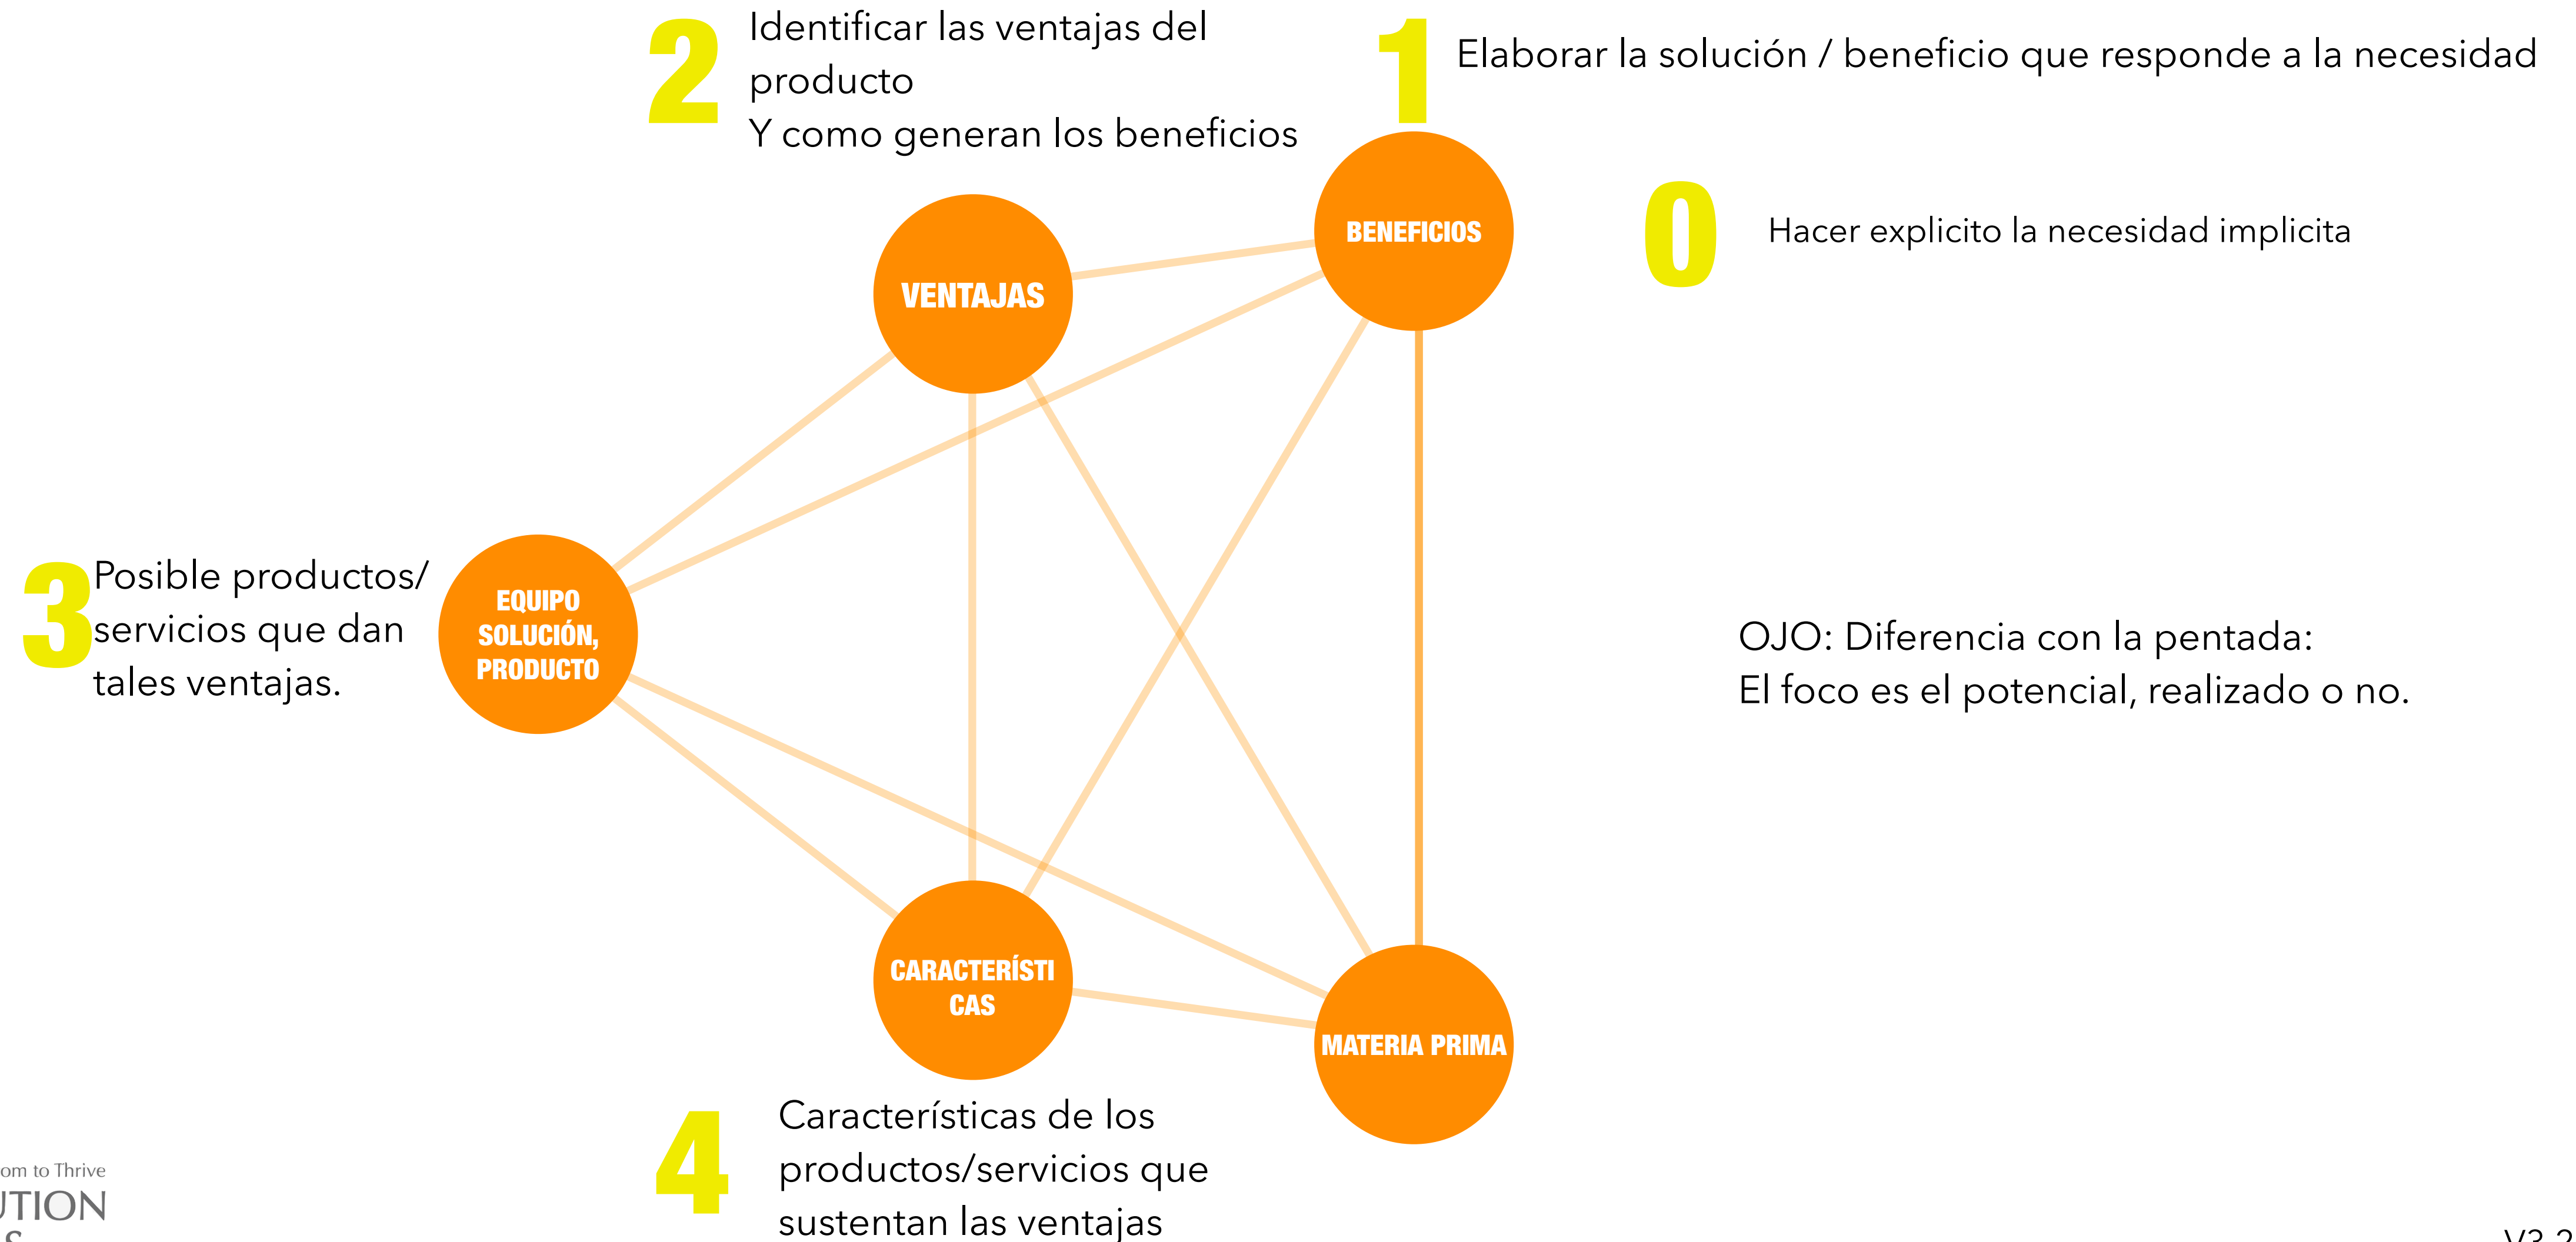 2
Identificar las ventajas del
producto
Y como generan los beneficios
1
Elaborar la solución / beneficio que responde a la necesidad
BENEFICIOS
0
Hacer explicito la necesidad implicita
VENTAJAS
3
Posible productos/
servicios que dan
tales ventajas.
EQUIPO
SOLUCIÓN,
PRODUCTO
OJO: Diferencia con la pentada:
El foco es el potencial, realizado o no.
CARACTERÍSTI
CAS
MATERIA PRIMA
4
Características de los
productos/servicios que
sustentan las ventajas
om to Thrive
UTION